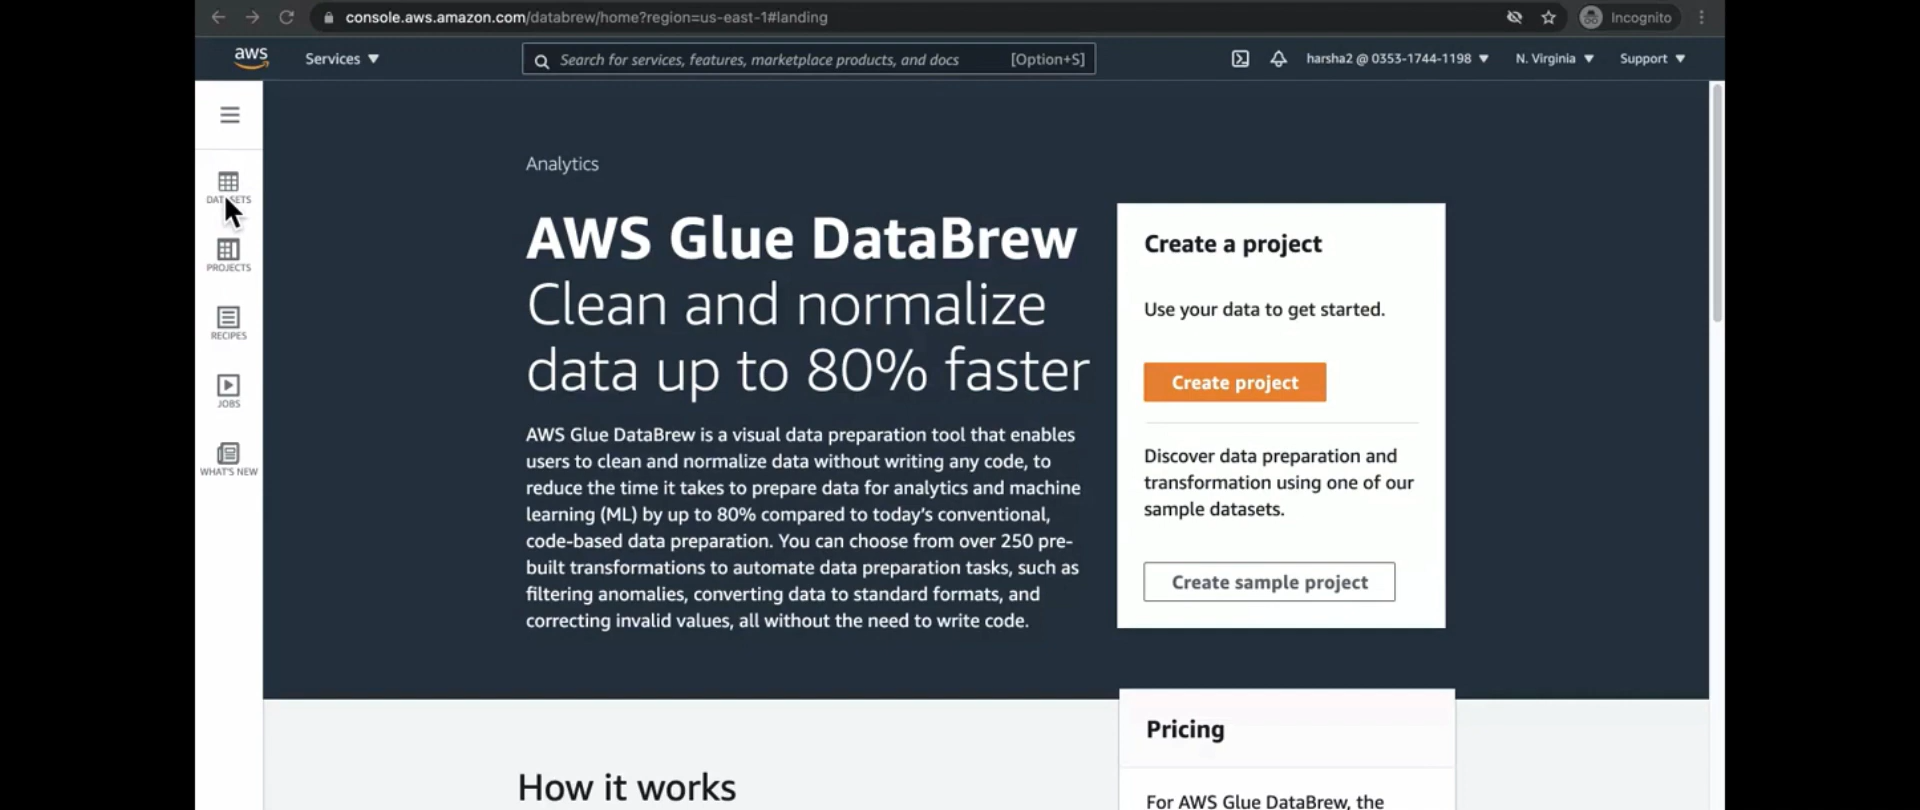 console.aws.amazon.com/databrew/home?region=us-east-1#landing
Incognito
aws
Services ▼
Search for services, features, marketplace products, and docs
[Option+S]
harsha2 @ 0353-1744-1198 ▼
N. Virginia ▼
Support ▼
DATASETS
PROJECTS
RECIPES
JOBS
WHAT'S NEW
Analytics
AWS Glue DataBrew
Clean and normalize
data up to 80% faster
AWS Glue DataBrew is a visual data preparation tool that enables
users to clean and normalize data without writing any code, to
reduce the time it takes to prepare data for analytics and machine
learning (ML) by up to 80% compared to today's conventional,
code-based data preparation. You can choose from over 250 pre-
built transformations to automate data preparation tasks, such as
filtering anomalies, converting data to standard formats, and
correcting invalid values, all without the need to write code.
Create a project
Use your data to get started.
Create project
Discover data preparation and
transformation using one of our
sample datasets.
Create sample project
Pricing
For AWS Glue DataBrew, the
How it works